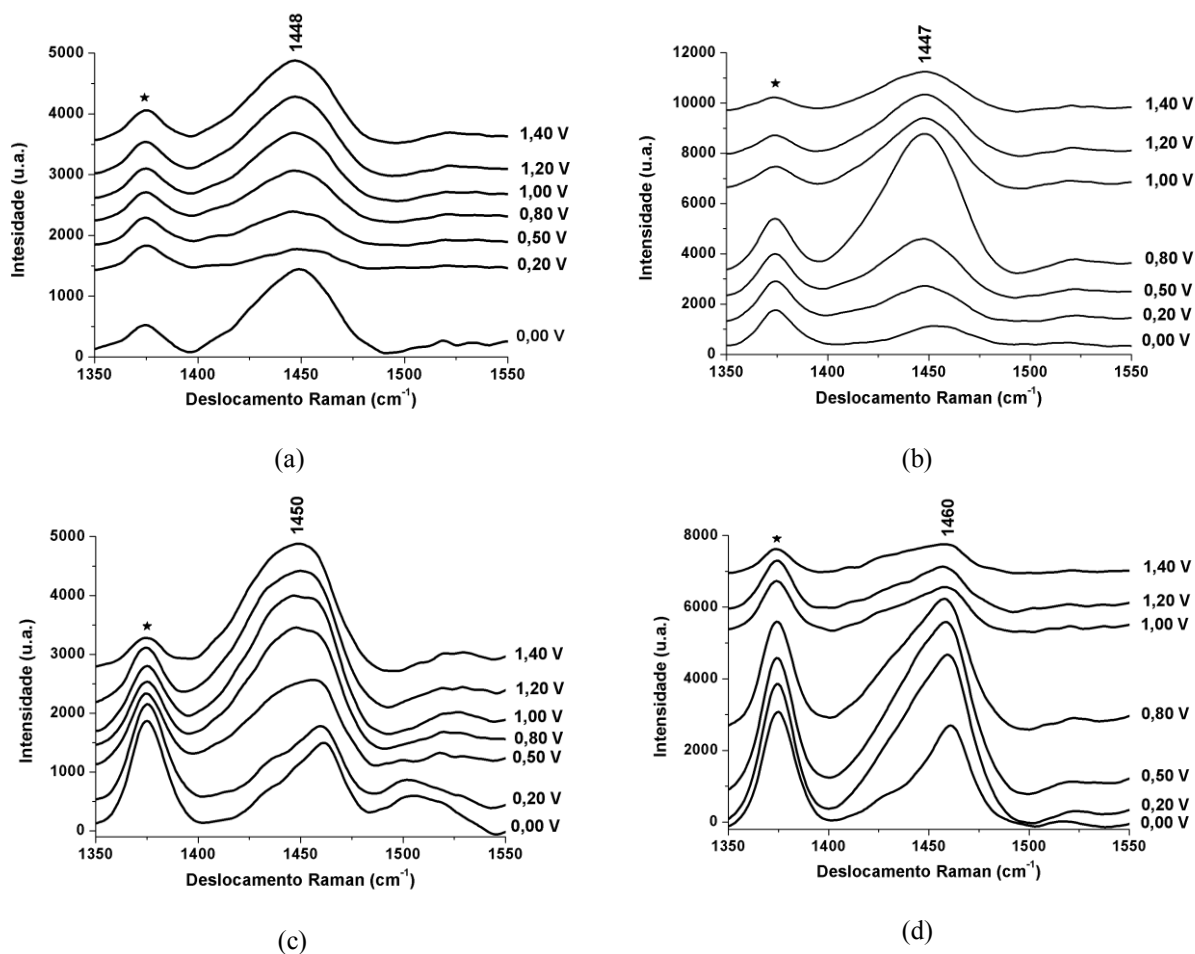 1448
5000
4000
3000
2000
1000
0
Intesidade (u.a.)
★
1,40 V
1,20 V
1,00 V
0,80 V
0,50 V
0,20 V
0,00 V
1350 1400 1450 1500 1550
Deslocamento Raman (cm⁻¹)
(a)
1447
12000
10000
8000
6000
4000
2000
0
Intensidade (u.a.)
★
1,40 V
1,20 V
1,00 V
0,80 V
0,50 V
0,20 V
0,00 V
1350 1400 1450 1500 1550
Deslocamento Raman (cm⁻¹)
(b)
1450
5000
4000
3000
2000
1000
0
Intensidade (u.a.)
★
1,40 V
1,20 V
1,00 V
0,80 V
0,50 V
0,20 V
0,00 V
1350 1400 1450 1500 1550
Deslocamento Raman (cm⁻¹)
(c)
1460
8000
6000
4000
2000
0
Intensidade (u.a.)
★
1,40 V
1,20 V
1,00 V
0,80 V
0,50 V
0,20 V
0,00 V
1350 1400 1450 1500 1550
Deslocamento Raman (cm⁻¹)
(d)